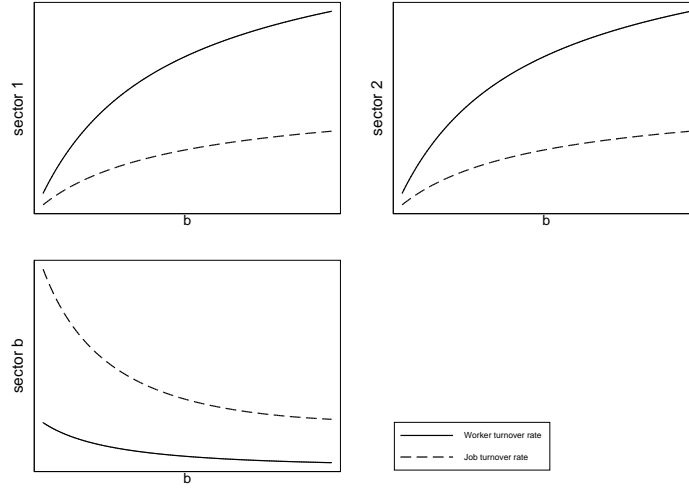 sector 1
b
sector 2
b
sector b
b
Worker turnover rate
Job turnover rate